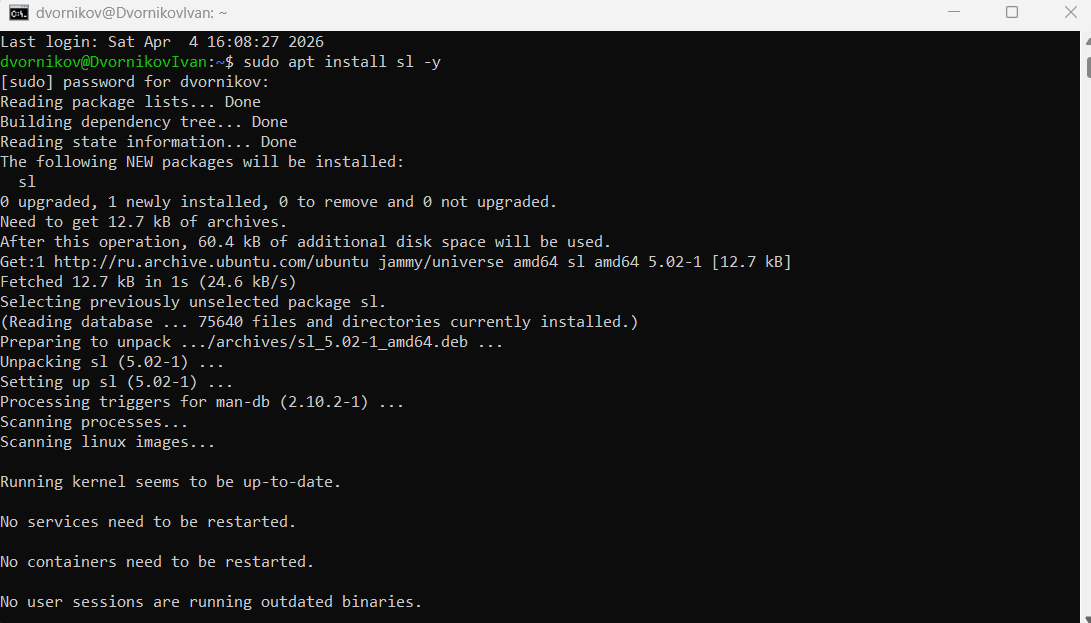 dvornikov@DvornikovIvan: ~
Last login: Sat Apr  4 16:08:27 2026
dvornikov@DvornikovIvan:~$ sudo apt install sl -y
[sudo] password for dvornikov:
Reading package lists... Done
Building dependency tree... Done
Reading state information... Done
The following NEW packages will be installed:
  sl
0 upgraded, 1 newly installed, 0 to remove and 0 not upgraded.
Need to get 12.7 kB of archives.
After this operation, 60.4 kB of additional disk space will be used.
Get:1 http://ru.archive.ubuntu.com/ubuntu jammy/universe amd64 sl amd64 5.02-1 [12.7 kB]
Fetched 12.7 kB in 1s (24.6 kB/s)
Selecting previously unselected package sl.
(Reading database ... 75640 files and directories currently installed.)
Preparing to unpack .../archives/sl_5.02-1_amd64.deb ...
Unpacking sl (5.02-1) ...
Setting up sl (5.02-1) ...
Processing triggers for man-db (2.10.2-1) ...
Scanning processes...
Scanning linux images...

Running kernel seems to be up-to-date.

No services need to be restarted.

No containers need to be restarted.

No user sessions are running outdated binaries.